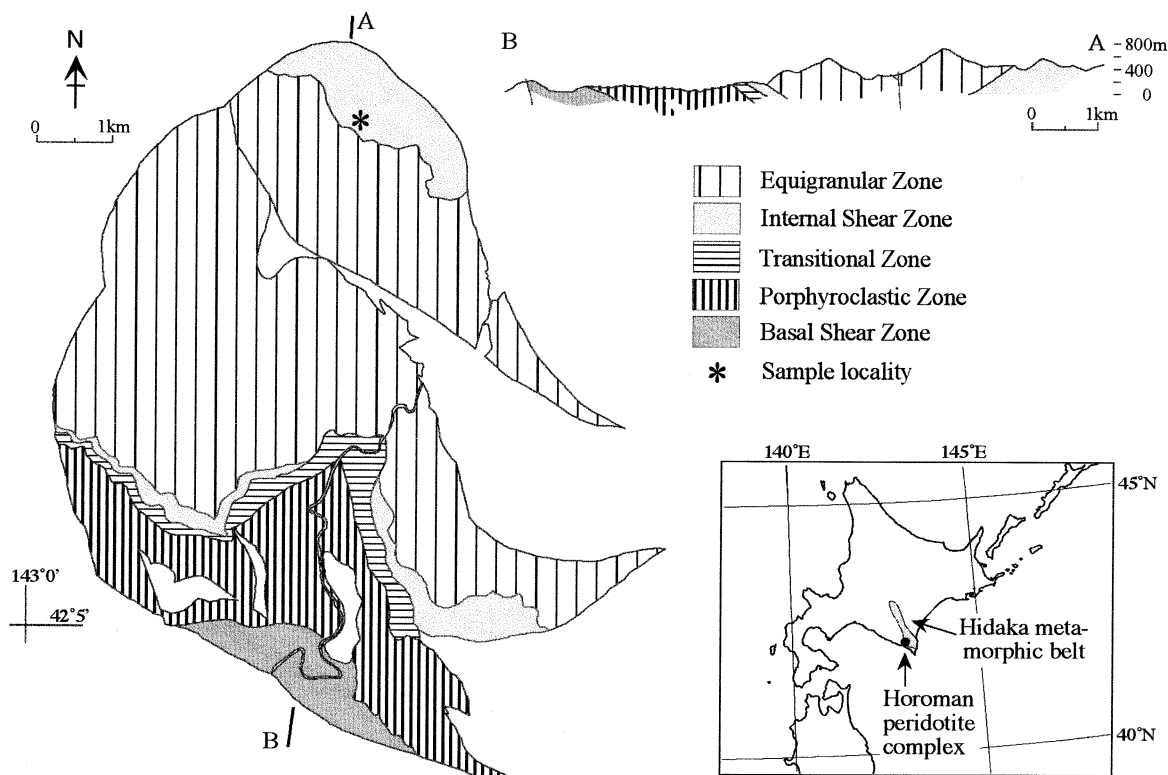 A
N
0 1km
143°0'
42°5'
B
B A
800m
400
0
0 1km
Equigranular Zone
Internal Shear Zone
Transitional Zone
Porphyroclastic Zone
Basal Shear Zone
* Sample locality
*
140°E 145°E
45°N
Hidaka meta-
morphic belt
Horoman
peridotite
complex
40°N